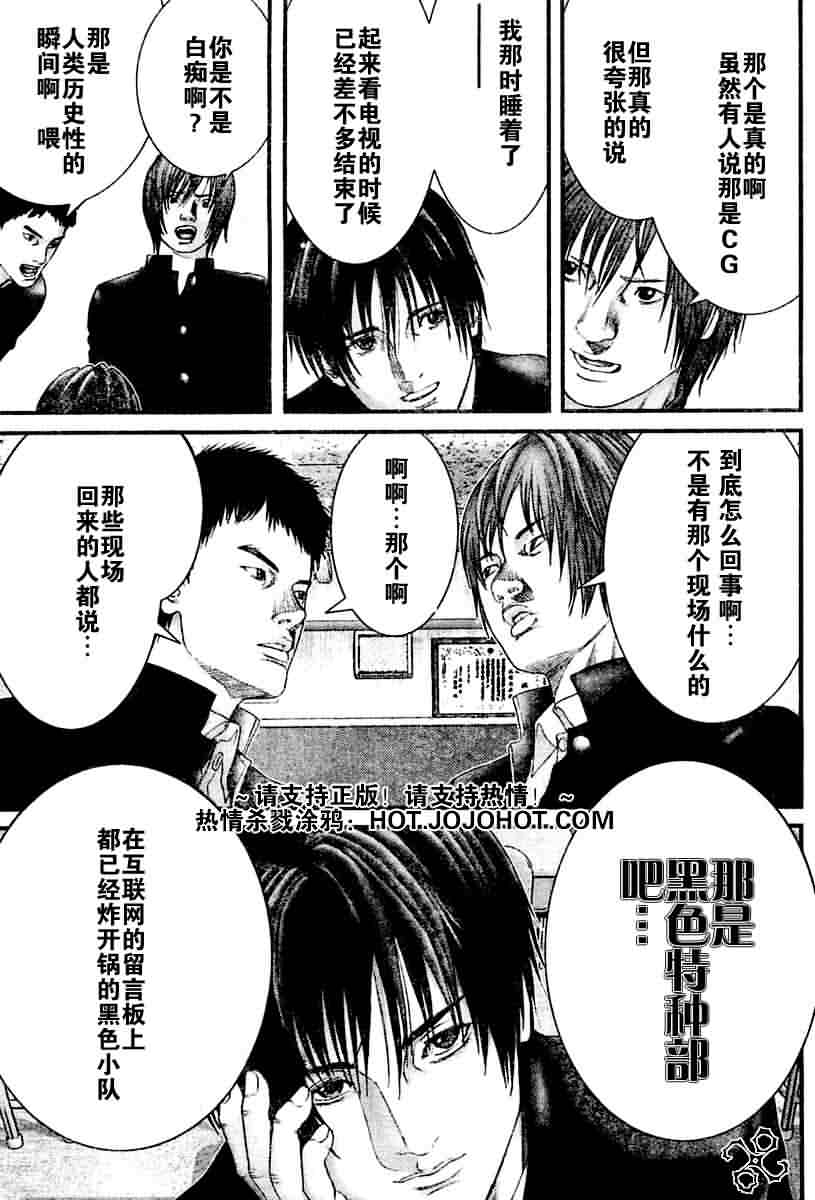 那个是真的啊
虽然有人说那是CG
但那真的
很夸张的说
我那时睡着了
起来看电视的时候
已经差不多结束了
你是不是
白痴啊？
那是
人类历史性的
瞬间啊 喂
到底怎么回事啊…
不是有那个现场什么的
啊
啊…那个啊
那些现场
回来的人都说…
~请支持正版！请支持热情！~
热情杀戮涂鸦：HOT.JOJOHOT.COM
那是
黑色特种部
吧…
在互联网的留言板上
都已经炸开锅的黑色小队